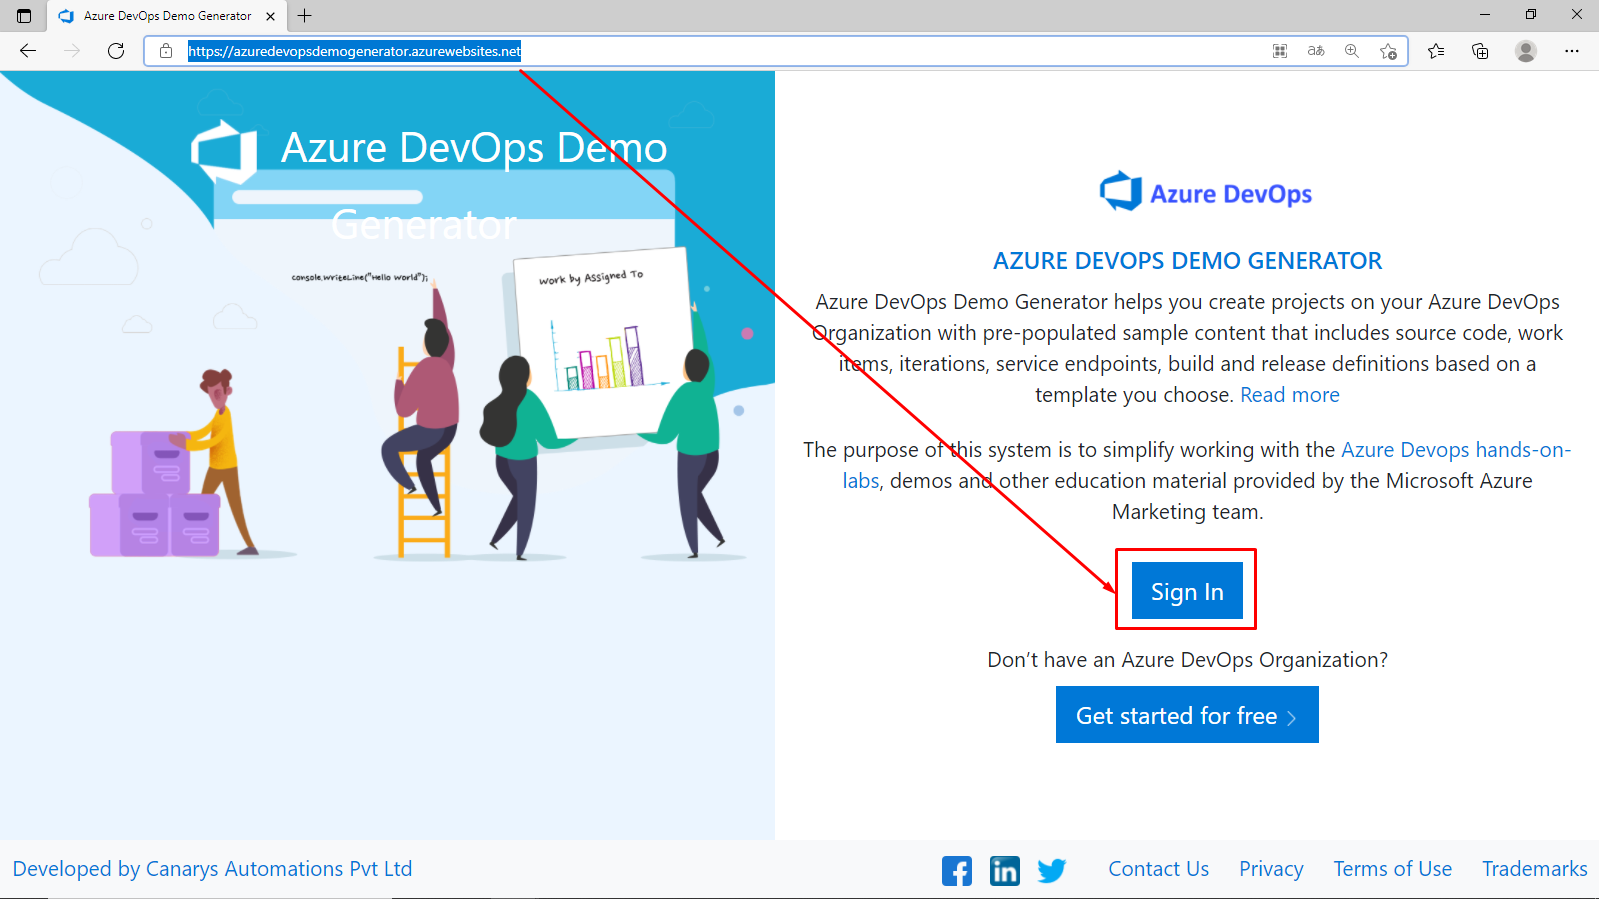 Azure DevOps Demo Generator
https://azuredevopsdemogenerator.azurewebsites.net
aあ
Azure DevOps Demo
Generator
console.writeLine("Hello World");
Work by Assigned To
Azure DevOps
AZURE DEVOPS DEMO GENERATOR
Azure DevOps Demo Generator helps you create projects on your Azure DevOps
Organization with pre-populated sample content that includes source code, work
items, iterations, service endpoints, build and release definitions based on a
template you choose. Read more
The purpose of this system is to simplify working with the Azure Devops hands-on-
labs, demos and other education material provided by the Microsoft Azure
Marketing team.
Sign In
Don’t have an Azure DevOps Organization?
Get started for free
Developed by Canarys Automations Pvt Ltd
Contact Us
Privacy
Terms of Use
Trademarks